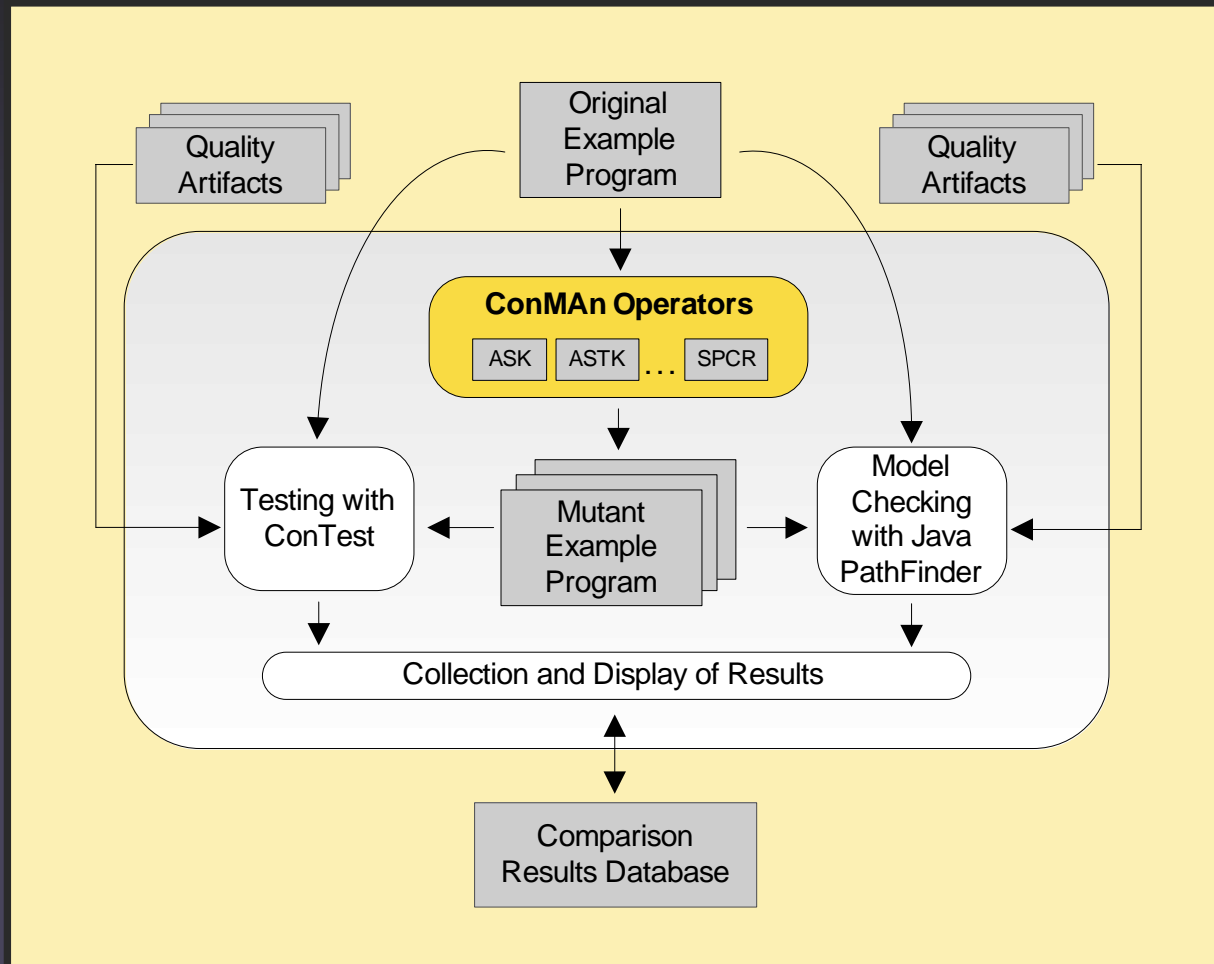 Original
Example
Program
Quality
Artifacts
Quality
Artifacts
ConMAn Operators
ASK ASTK ... SPCR
Testing with
ConTest
Mutant
Example
Program
Model
Checking
with Java
PathFinder
Collection and Display of Results
Comparison
Results Database